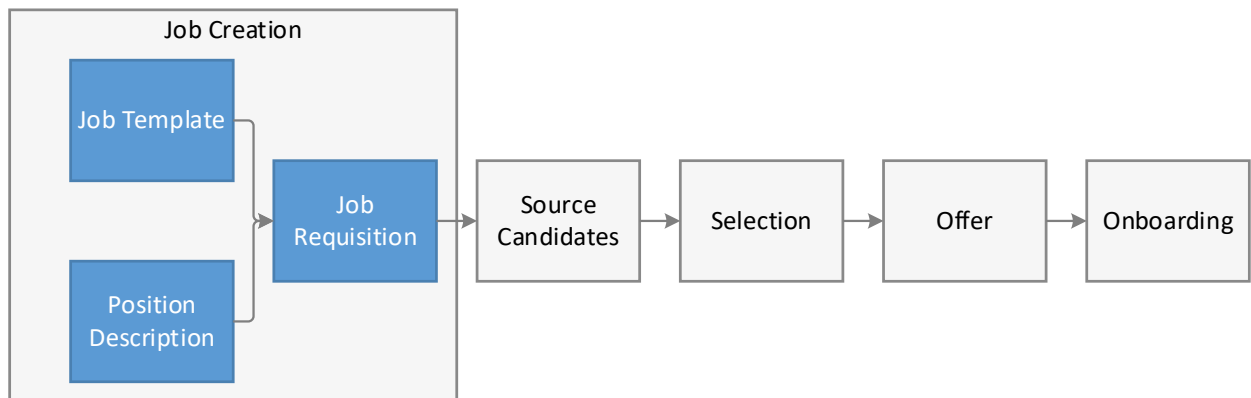 Job Creation
Job Template
Position
Description
Job
Requisition
Source
Candidates
Selection
Offer
Onboarding